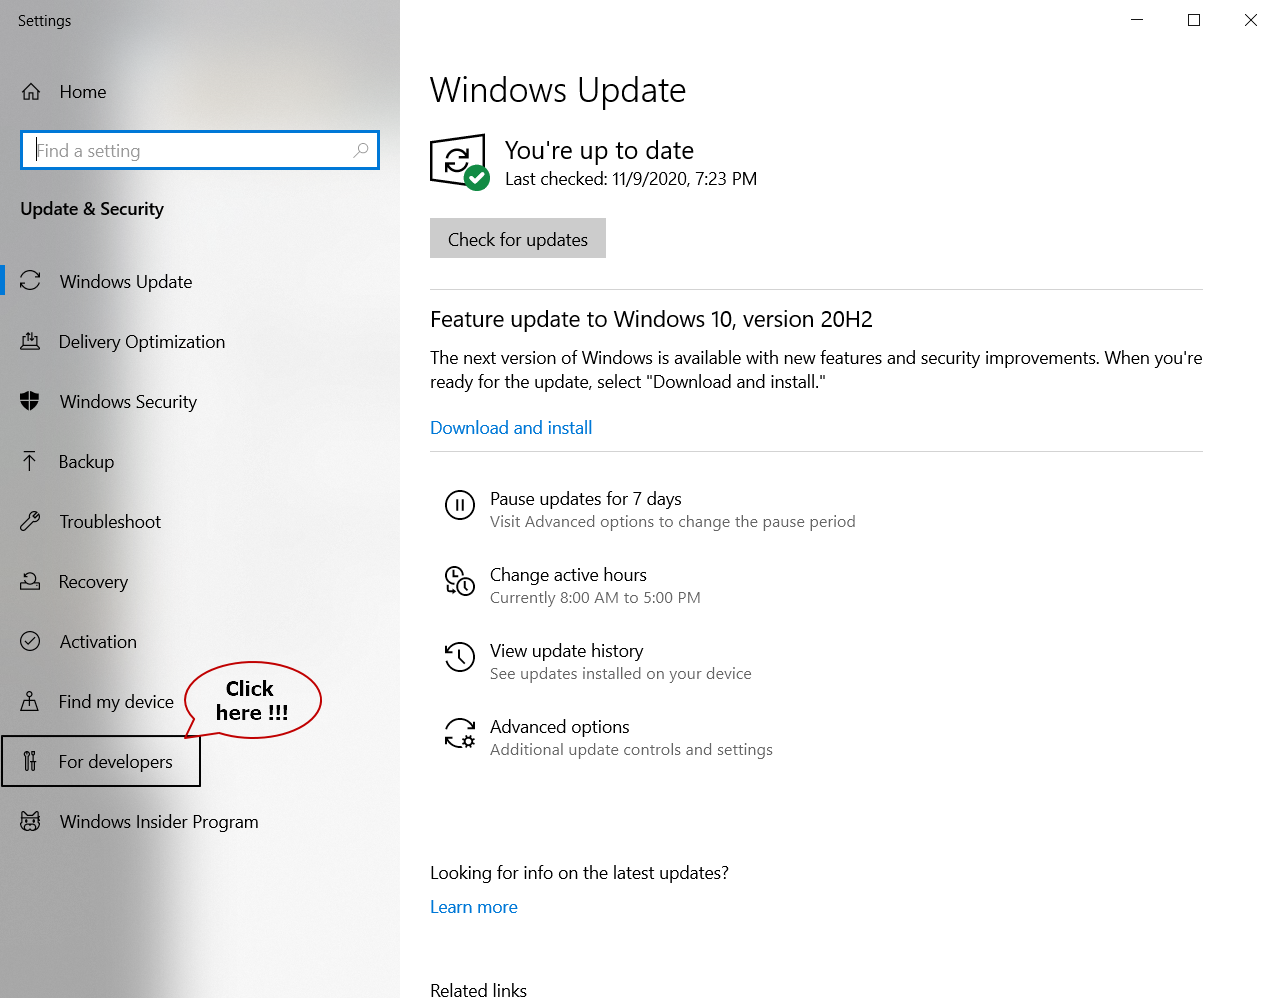 Settings
Home
Find a setting
Update & Security
Windows Update
Delivery Optimization
Windows Security
Backup
Troubleshoot
Recovery
Activation
Find my device
Click
here !!!
For developers
Windows Insider Program
Windows Update
You're up to date
Last checked: 11/9/2020, 7:23 PM
Check for updates
Feature update to Windows 10, version 20H2
The next version of Windows is available with new features and security improvements. When you're
ready for the update, select "Download and install."
Download and install
Pause updates for 7 days
Visit Advanced options to change the pause period
Change active hours
Currently 8:00 AM to 5:00 PM
View update history
See updates installed on your device
Advanced options
Additional update controls and settings
Looking for info on the latest updates?
Learn more
Related links